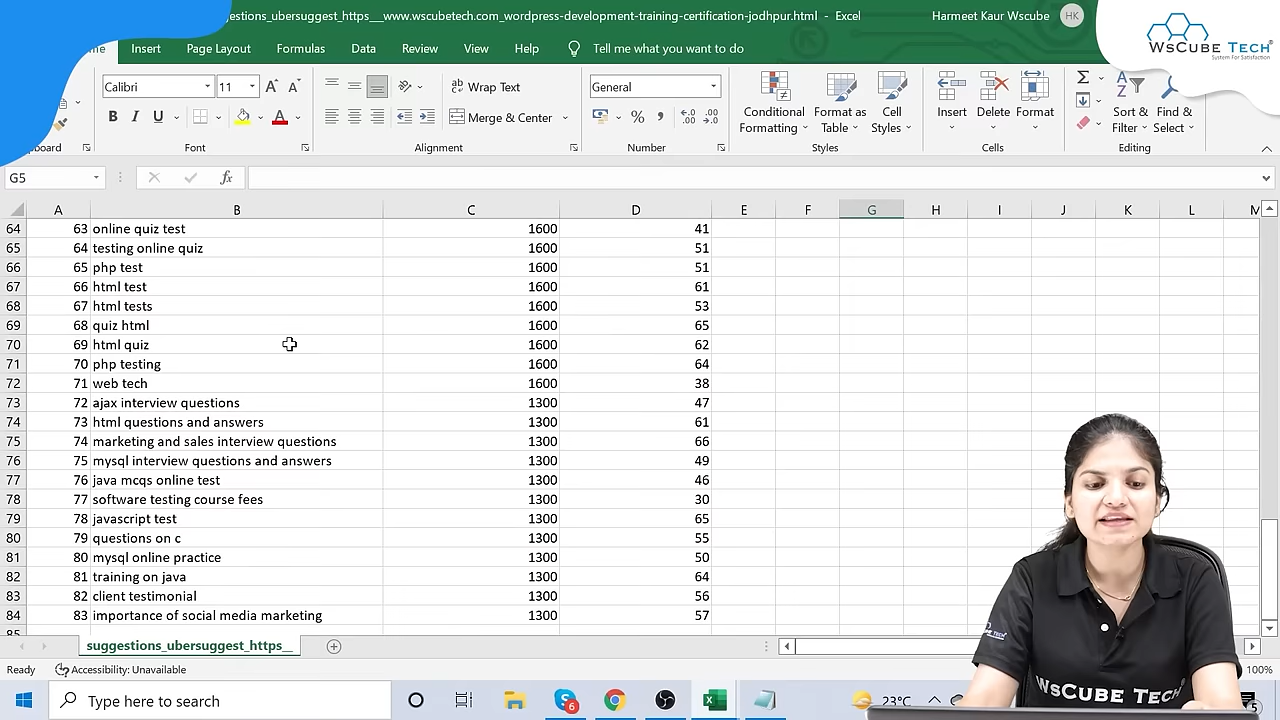 suggestions_ubersuggest_https__www.wscubetech.com_wordpress-development-training-certification-jodhpur.html - Excel
Harmeet Kaur Wscube
HK
WSCUBE TECH
System For Satisfaction
Insert Page Layout Formulas Data Review View Help Tell me what you want to do
Calibri 11
Wrap Text
General
Conditional Formatting
Format as Table
Cell Styles
Insert
Delete
Format
Sort & Filter
Find & Select
B I U
A
Merge & Center
% ,
Font
Alignment
Number
Styles
Cells
Editing
G5
fx
A B C D E F G H I J K L M
64 63 online quiz test 1600 41
65 64 testing online quiz 1600 51
66 65 php test 1600 51
67 66 html test 1600 61
68 67 html tests 1600 53
69 68 quiz html 1600 65
70 69 html quiz 1600 62
71 70 php testing 1600 64
72 71 web tech 1600 38
73 72 ajax interview questions 1300 47
74 73 html questions and answers 1300 61
75 74 marketing and sales interview questions 1300 66
76 75 mysql interview questions and answers 1300 49
77 76 java mcqs online test 1300 46
78 77 software testing course fees 1300 30
79 78 javascript test 1300 65
80 79 questions on c 1300 55
81 80 mysql online practice 1300 50
82 81 training on java 1300 64
83 82 client testimonial 1300 56
84 83 importance of social media marketing 1300 57
85
suggestions_ubersuggest_https__
Ready Accessibility: Unavailable
100%
Type here to search
6
23°C
5
WSCUBE TECH